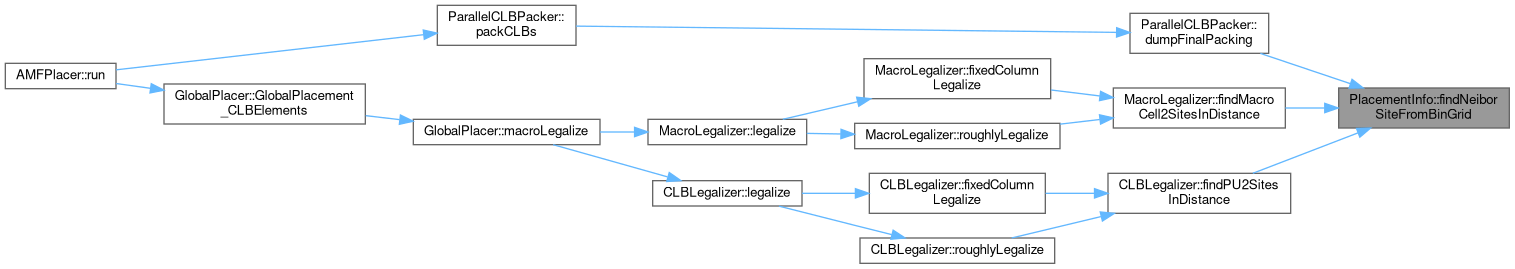 ParallelCLBPacker::
packCLBs
ParallelCLBPacker::
dumpFinalPacking
AMFPlacer::run
GlobalPlacer::GlobalPlacement
_CLBElements
MacroLegalizer::fixedColumn
Legalize
MacroLegalizer::findMacro
Cell2SitesInDistance
PlacementInfo::findNeibor
SiteFromBinGrid
GlobalPlacer::macroLegalize
MacroLegalizer::legalize
MacroLegalizer::roughlyLegalize
CLBLegalizer::legalize
CLBLegalizer::fixedColumn
Legalize
CLBLegalizer::findPU2Sites
InDistance
CLBLegalizer::roughlyLegalize